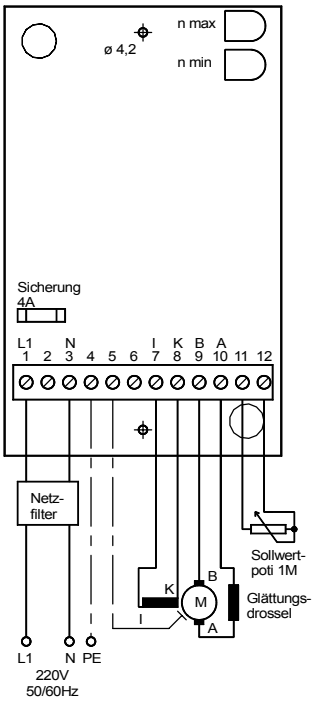 n max
ø 4,2
n min
Sicherung
4A
L1 N I K B A
1 2 3 4 5 6 7 8 9 10 11 12
Netz-
filter
Sollwert-
poti 1M
K
B
M
I
A
Glättungs-
drossel
L1 N PE
220V
50/60Hz